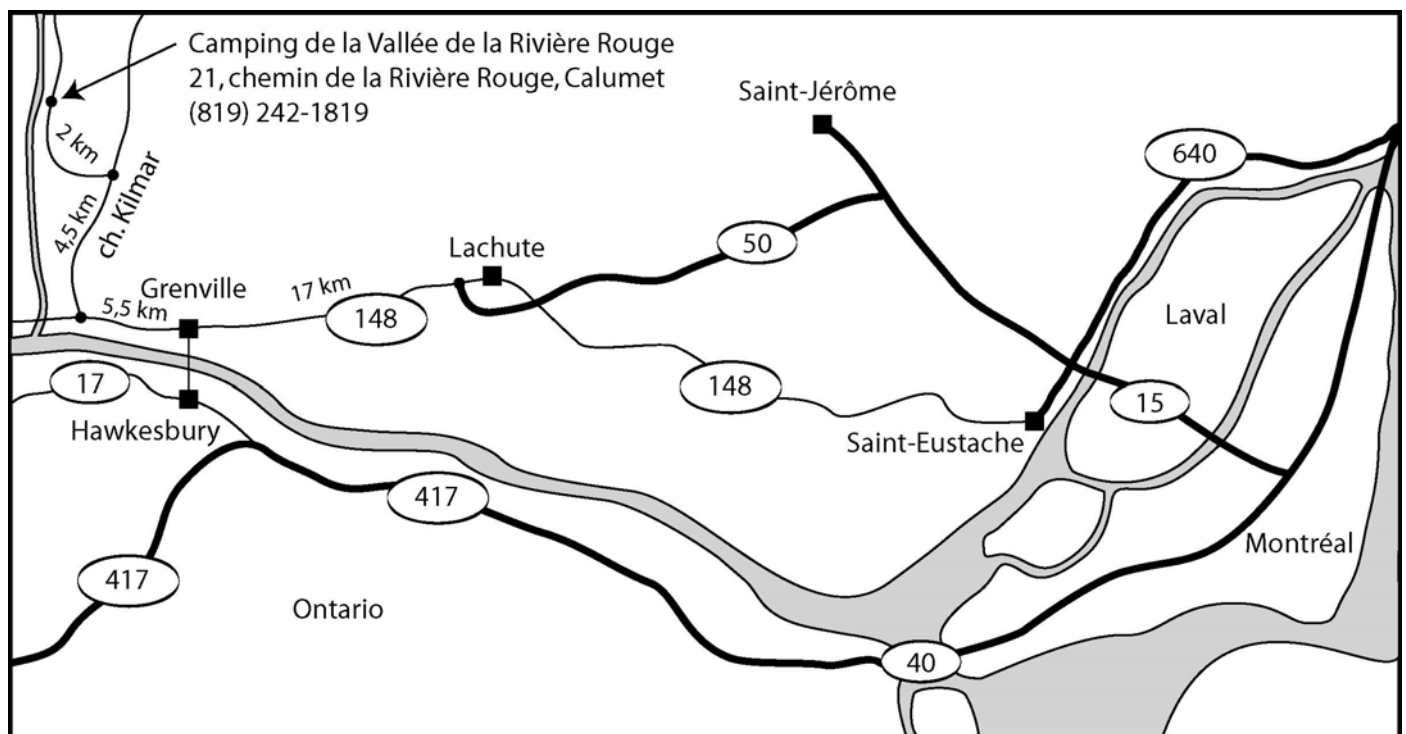 Camping de la Vallée de la Rivière Rouge
21, chemin de la Rivière Rouge, Calumet
(819) 242-1819
Saint-Jérôme
640
2 km
ch. Kilmar
4,5 km
50
Lachute
Grenville
17 km
5,5 km
148
Laval
17
148
15
Hawkesbury
Saint-Eustache
417
Montréal
417
Ontario
40